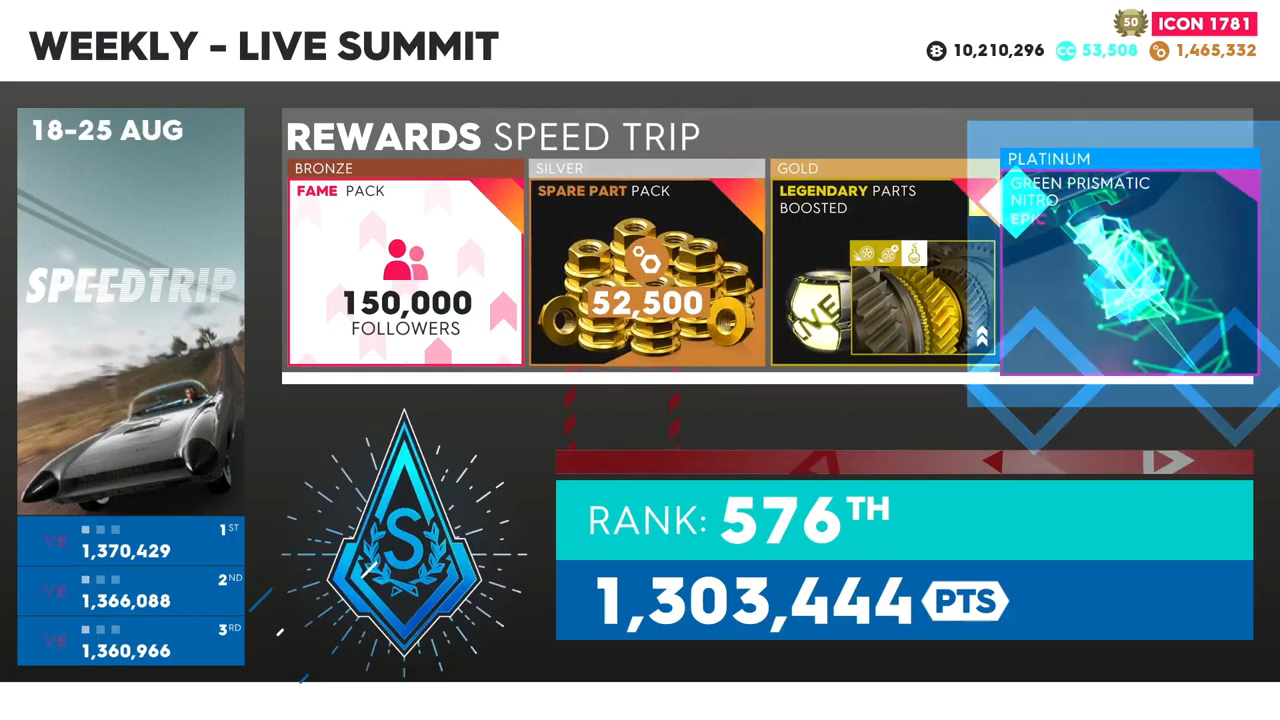 WEEKLY - LIVE SUMMIT
50
ICON 1781
10,210,296
CC 53,508
1,465,332
18-25 AUG
SPEEDTRIP
REWARDS SPEED TRIP
BRONZE
FAME PACK
150,000
FOLLOWERS
SILVER
SPARE PART PACK
52,500
GOLD
LEGENDARY PARTS
BOOSTED
LIVE
PLATINUM
GREEN PRISMATIC
NITRO
EPIC
1ST
1,370,429
2ND
1,366,088
3RD
1,360,966
S
RANK: 576TH
1,303,444 PTS